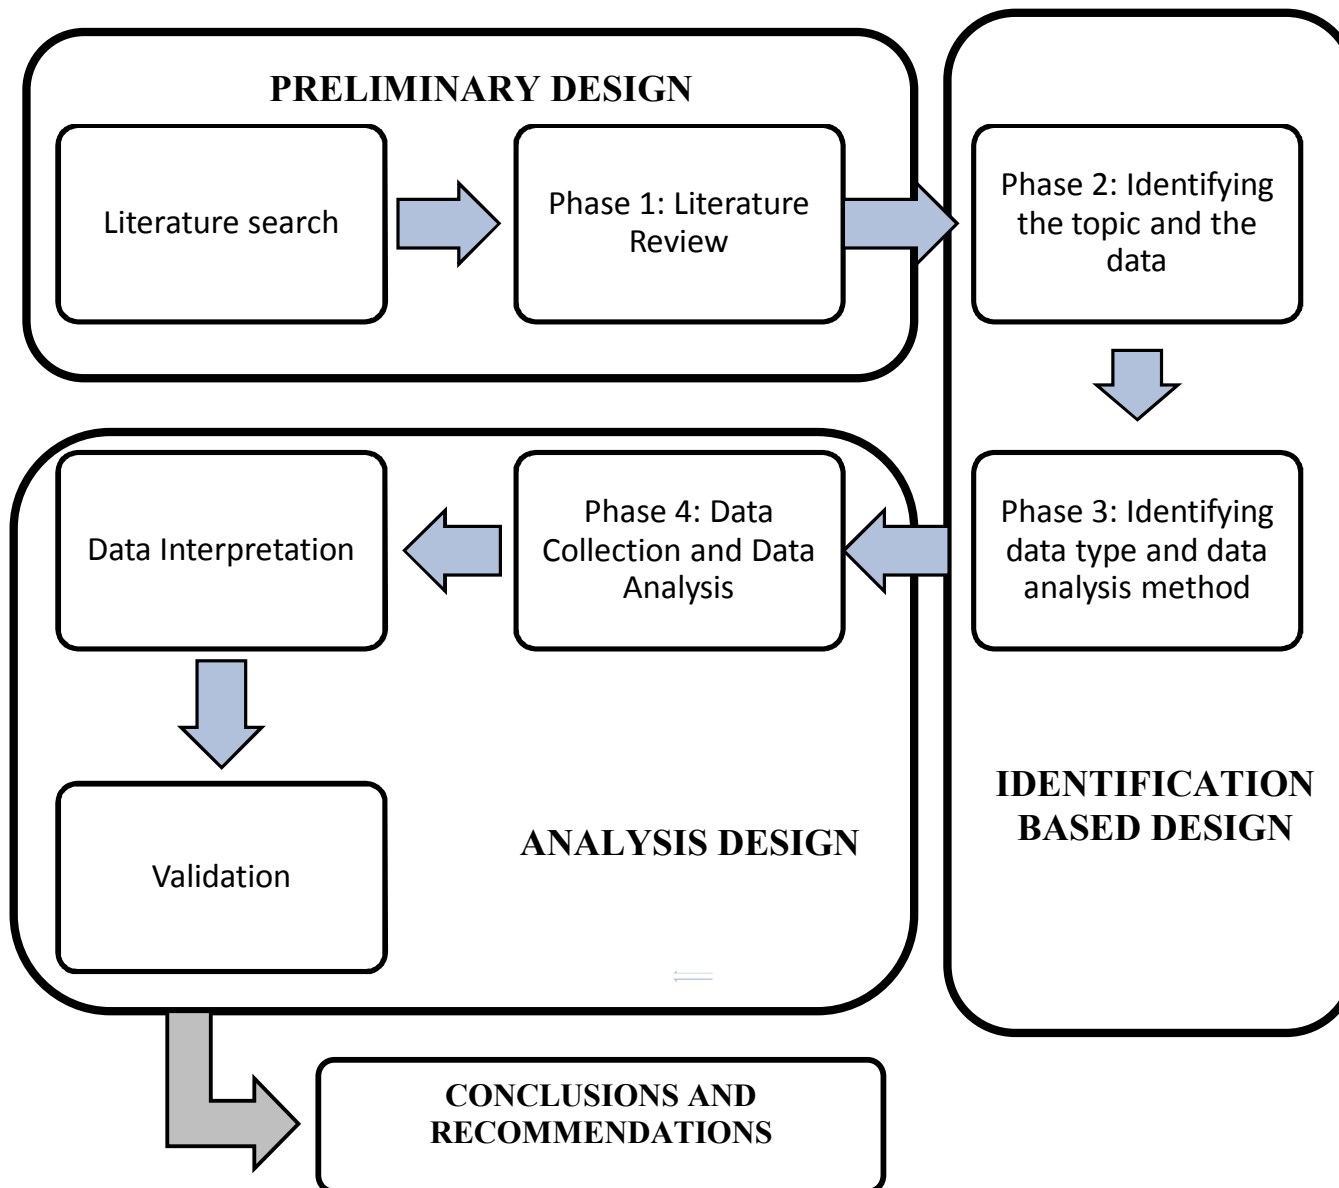 PRELIMINARY DESIGN
Literature search
Phase 1: Literature
Review
Phase 2: Identifying
the topic and the
data
Phase 3: Identifying
data type and data
analysis method
IDENTIFICATION
BASED DESIGN
Phase 4: Data
Collection and Data
Analysis
Data Interpretation
Validation
ANALYSIS DESIGN
CONCLUSIONS AND
RECOMMENDATIONS